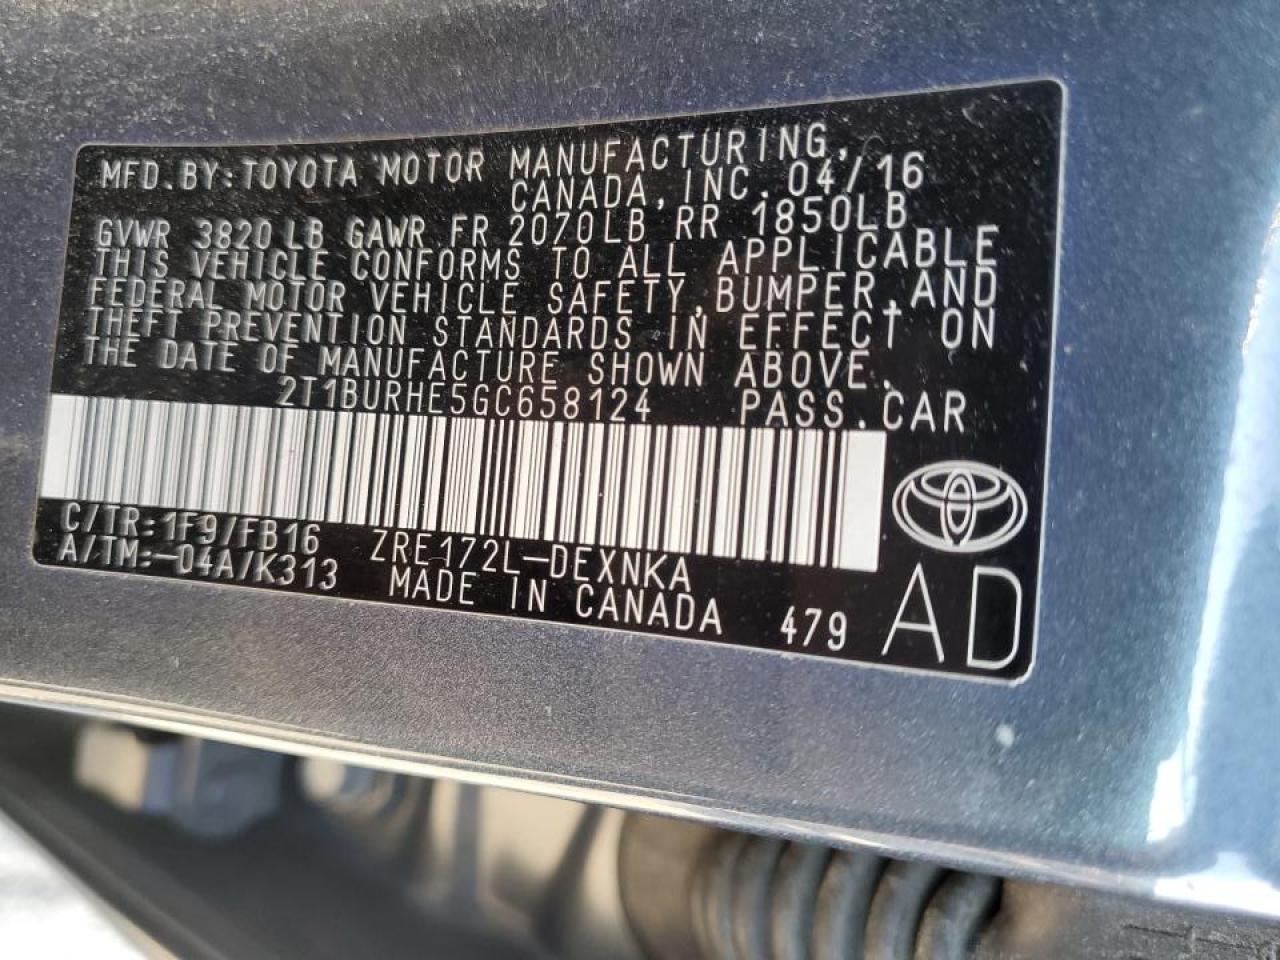 MFD.BY:TOYOTA MOTOR MANUFACTURING,
CANADA, INC. 04/16
GVWR 3820LB GAWR FR 2070LB RR 1850LB
THIS VEHICLE CONFORMS TO ALL APPLICABLE
FEDERAL MOTOR VEHICLE SAFETY,BUMPER,AND
THEFT PREVENTION STANDARDS IN EFFECT ON
THE DATE OF MANUFACTURE SHOWN ABOVE.
2T1BURHE5GC658124 PASS.CAR
C/TR:1F9/FB16 ZRE172L-DEXNKA
A/TM:-04A/K313 MADE IN CANADA 479 AD